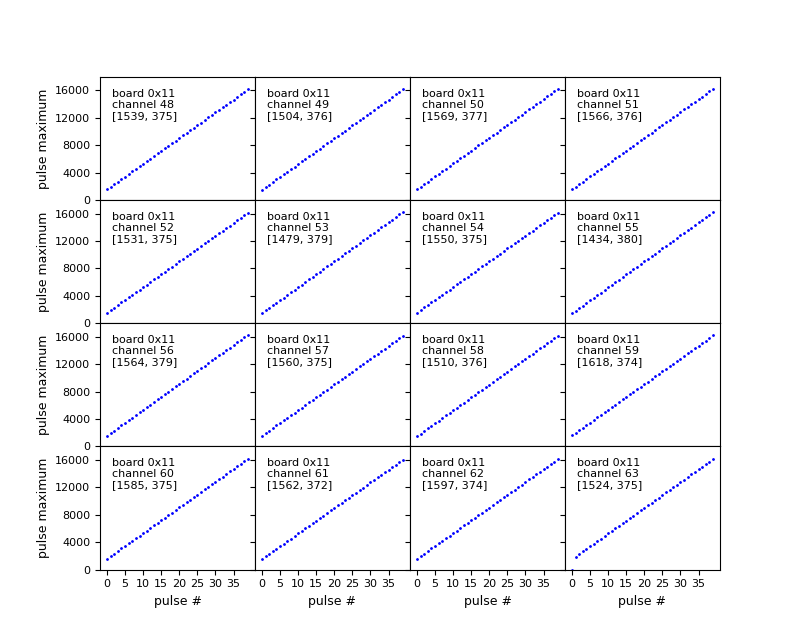 pulse maximum
16000
12000
8000
4000
0
board 0x11
channel 48
[1539, 375]
board 0x11
channel 49
[1504, 376]
board 0x11
channel 50
[1569, 377]
board 0x11
channel 51
[1566, 376]
pulse maximum
16000
12000
8000
4000
0
board 0x11
channel 52
[1531, 375]
board 0x11
channel 53
[1479, 379]
board 0x11
channel 54
[1550, 375]
board 0x11
channel 55
[1434, 380]
pulse maximum
16000
12000
8000
4000
0
board 0x11
channel 56
[1564, 379]
board 0x11
channel 57
[1560, 375]
board 0x11
channel 58
[1510, 376]
board 0x11
channel 59
[1618, 374]
pulse maximum
16000
12000
8000
4000
0
board 0x11
channel 60
[1585, 375]
board 0x11
channel 61
[1562, 372]
board 0x11
channel 62
[1597, 374]
board 0x11
channel 63
[1524, 375]
0 5 10 15 20 25 30 35
0 5 10 15 20 25 30 35
0 5 10 15 20 25 30 35
0 5 10 15 20 25 30 35
pulse #
pulse #
pulse #
pulse #